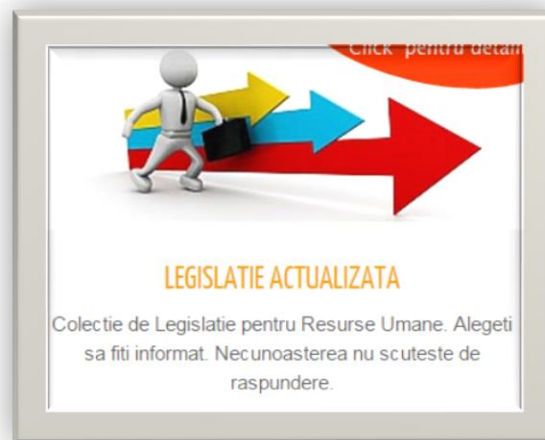 Click pentru detalii
LEGISLATIE ACTUALIZATA
Colectie de Legislatie pentru Resurse Umane. Alegeti
sa fiti informat. Necunoasterea nu scuteste de
raspundere.